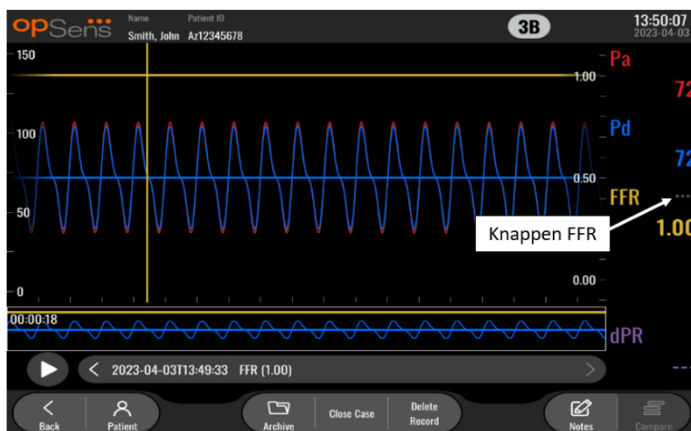 opSens
Name Patient ID
Smith, John Az12345678
3B
13:50:07
2023-04-03
150
100
50
0
1.00
0.50
0.00
Pa
72
Pd
72
FFR
---
1.00
Knappen FFR
dPR
---
00:00:18
2023-04-03T13:49:33 FFR (1.00)
Back
Patient
Archive
Close Case
Delete
Record
Notes
Compare